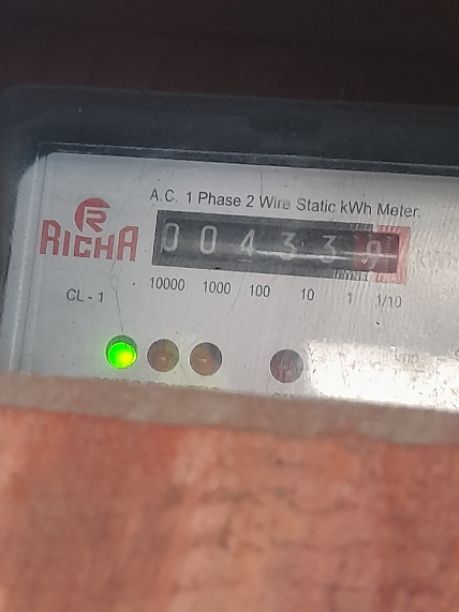 A.C. 1 Phase 2 Wire Static kWh Meter.
R
RICHA
0 0 4 3 3
kWh
CL - 1
10000 1000 100 10 1 1/10